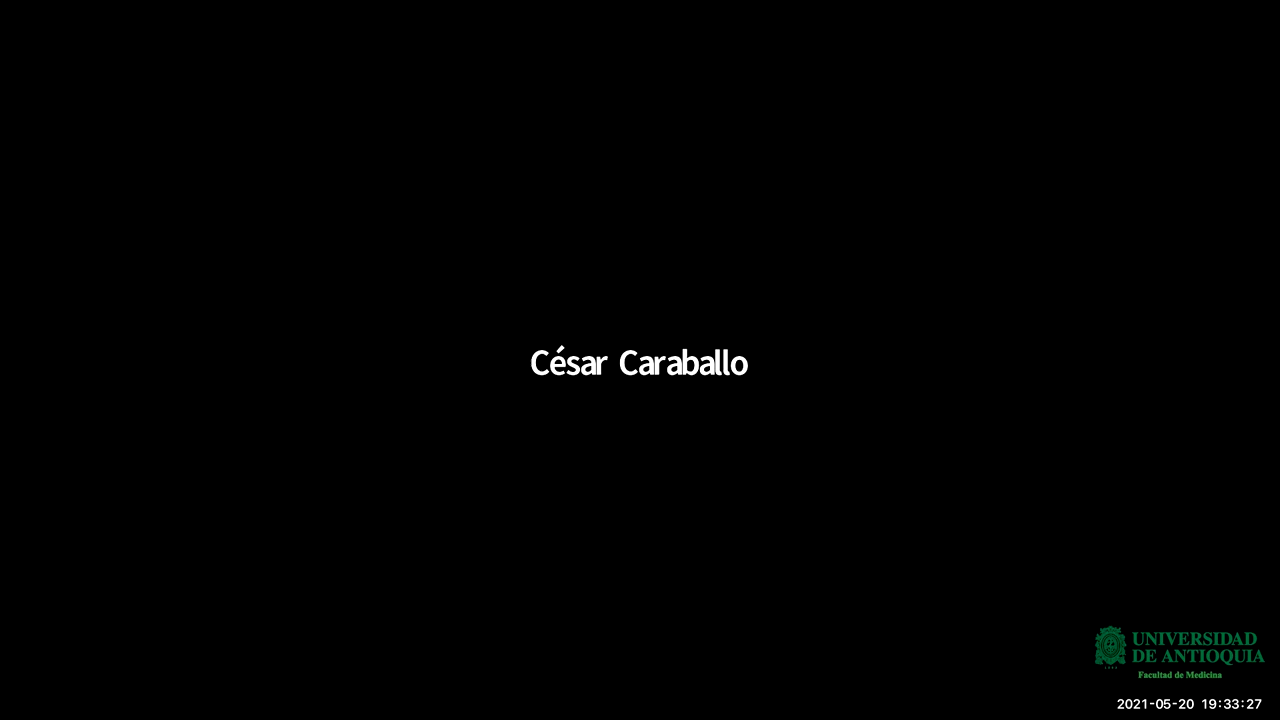 César Caraballo
UNIVERSIDAD
DE ANTIOQUIA
Facultad de Medicina
2021-05-20 19:33:27